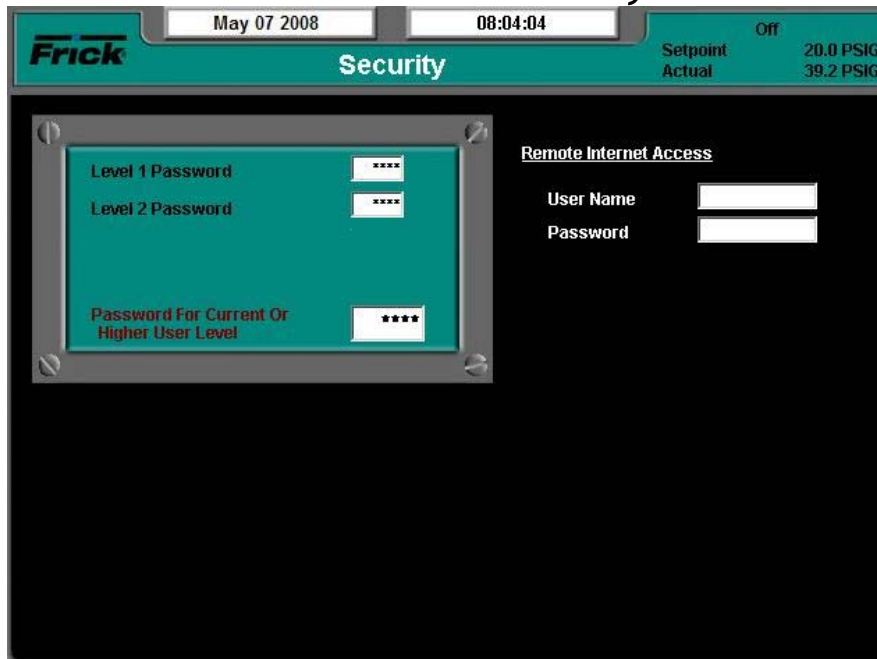 May 07 2008
08:04:04
Off
Frick
Security
Setpoint 20.0 PSIG
Actual 39.2 PSIG
Level 1 Password ****
Level 2 Password ****
Password For Current Or
Higher User Level ****
Remote Internet Access
User Name
Password